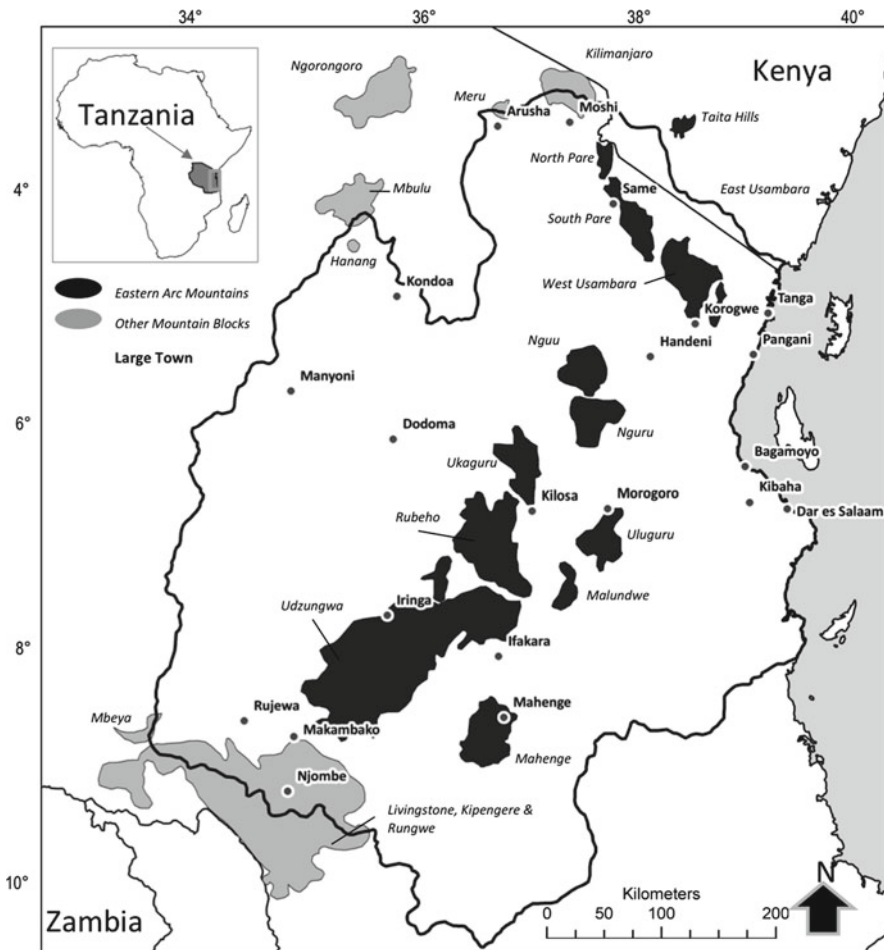 34°
36°
38°
40°
Ngorongoro
Kilimanjaro
Kenya
Meru
Arusha
Moshi
Taita Hills
Tanzania
North Pare
4°
Mbulu
Same
East Usambara
South Pare
Hanang
West Usambara
Kondoa
Eastern Arc Mountains
Korogwe
Tanga
Other Mountain Blocks
Handeni
Pangani
Large Town
Nguu
Manyoni
6°
Dodoma
Nguru
Ukaguru
Bagamoyo
Kilosa
Morogoro
Kibaha
Rubeho
Dar es Salaam
Uluguru
Malundwe
Udzungwa
Iringa
8°
Ifakara
Mbeya
Rujewa
Mahenge
Makambako
Mahenge
Njombe
Livingstone, Kipengere &
Rungwe
10°
Kilometers
N
Zambia
0 50 100 200